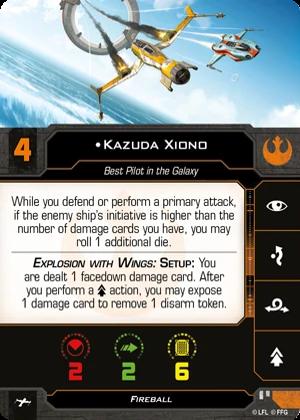 4
•Kazuda Xiono
Best Pilot in the Galaxy
While you defend or perform a primary attack,
if the enemy ship's initiative is higher than the
number of damage cards you have, you may
roll 1 additional die.
Explosion with Wings: Setup: You
are dealt 1 facedown damage card. After
you perform a action, you may expose
1 damage card to remove 1 disarm token.
2 2 6
Fireball
© LFL © FFG